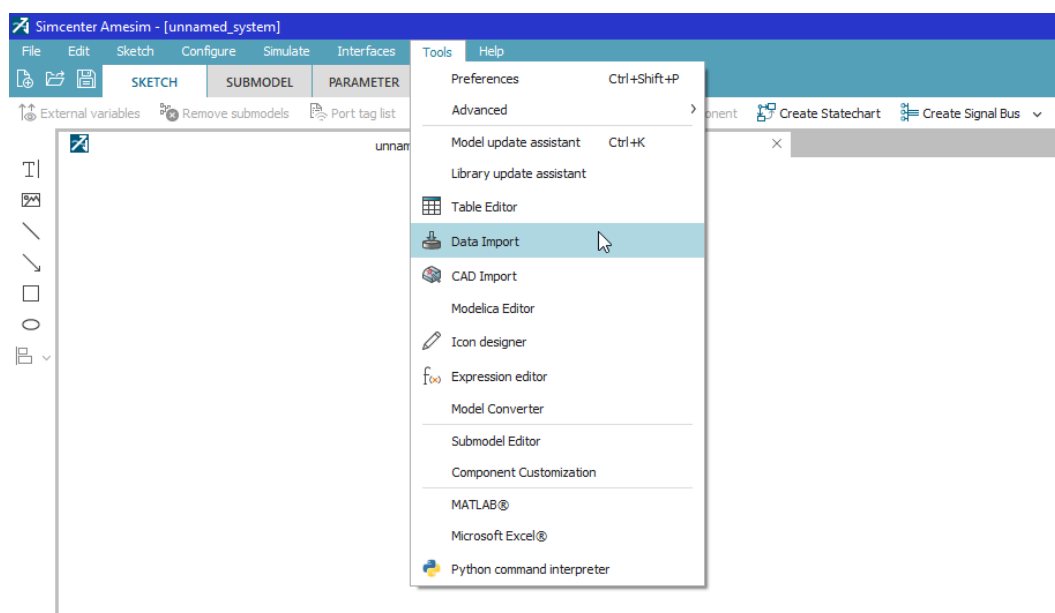 Simcenter Amesim - [unnamed_system]
File Edit Sketch Configure Simulate Interfaces Tools Help
SKETCH SUBMODEL PARAMETER
External variables Remove submodels Port tag list Create Statechart Create Signal Bus
Preferences Ctrl+Shift+P
Advanced
Model update assistant Ctrl+K
Library update assistant
Table Editor
Data Import
CAD Import
Modelica Editor
Icon designer
f(x) Expression editor
Model Converter
Submodel Editor
Component Customization
MATLAB®
Microsoft Excel®
Python command interpreter
T